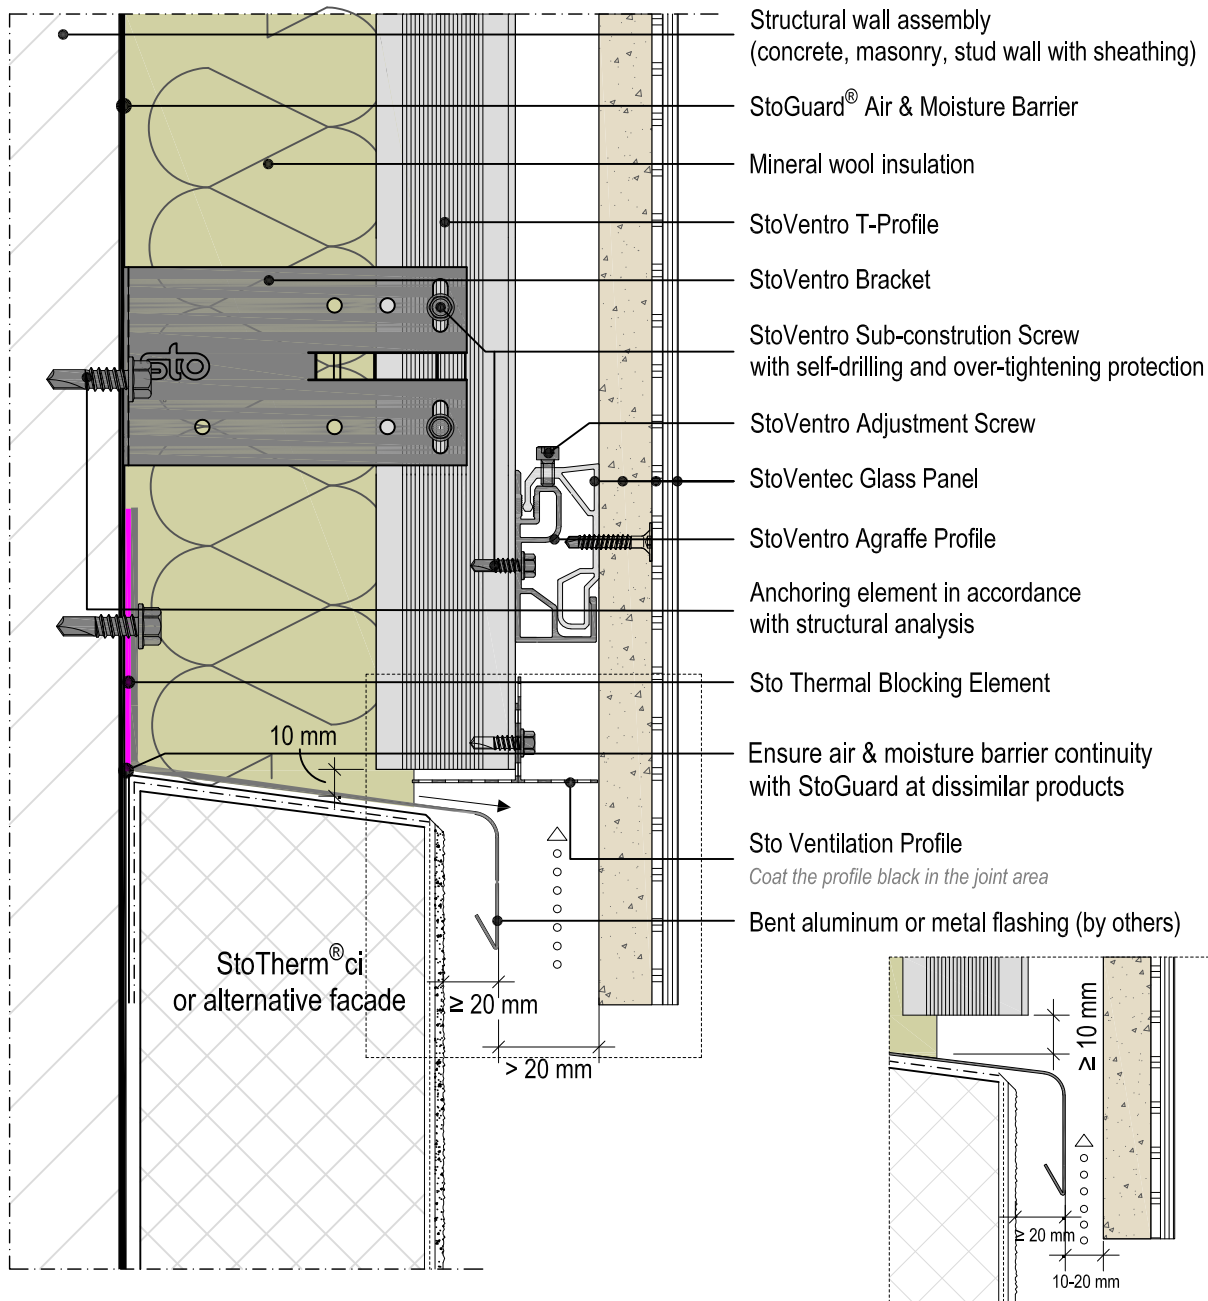 Structural wall assembly
(concrete, masonry, stud wall with sheathing)
StoGuard® Air & Moisture Barrier
Mineral wool insulation
StoVentro T-Profile
StoVentro Bracket
StoVentro Sub-constrution Screw
with self-drilling and over-tightening protection
StoVentro Adjustment Screw
StoVentec Glass Panel
StoVentro Agraffe Profile
Anchoring element in accordance
with structural analysis
Sto Thermal Blocking Element
Ensure air & moisture barrier continuity
with StoGuard at dissimilar products
Sto Ventilation Profile
Coat the profile black in the joint area
Bent aluminum or metal flashing (by others)
sto
10 mm
StoTherm®ci
or alternative facade
≥ 20 mm
> 20 mm
≥ 10 mm
≥ 20 mm
10-20 mm